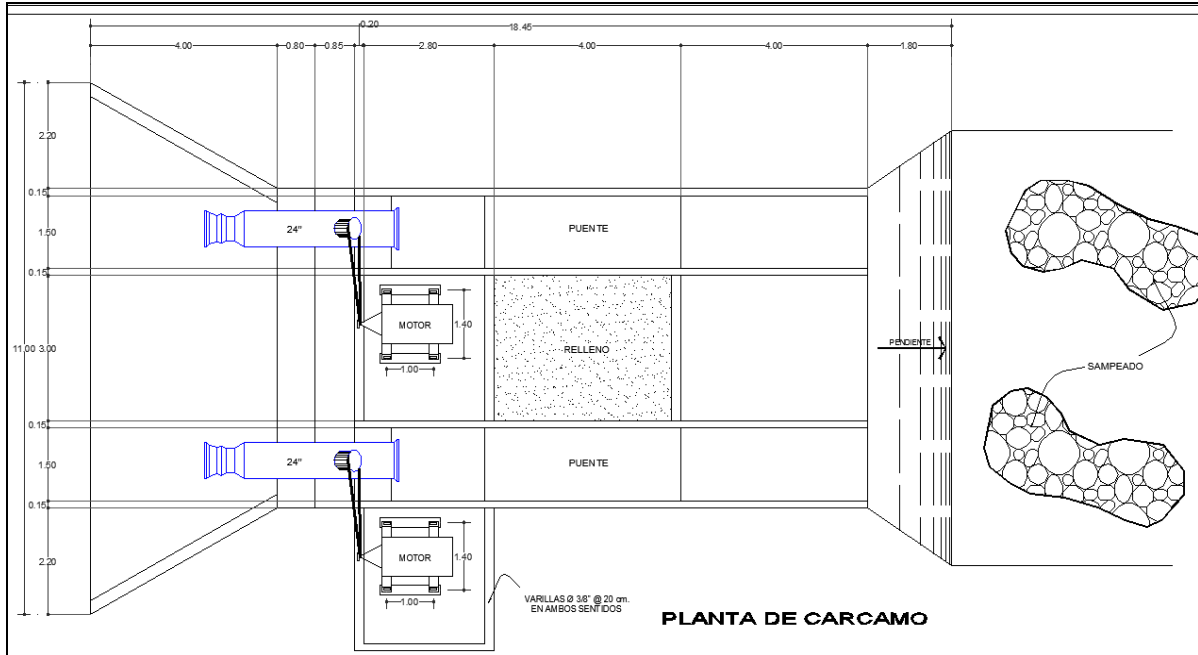 0.20
18.45
4.00
0.80
0.85
2.80
4.00
4.00
1.80
2.20
0.15
24"
1.50
PUENTE
0.15
MOTOR
1.40
11.00
3.00
RELLENO
PENDIENTE
1.00
SAMPEADO
0.15
24"
1.50
PUENTE
0.15
MOTOR
1.40
2.20
1.00
VARILLAS Ø 3/8" @ 20 cm.
EN AMBOS SENTIDOS
PLANTA DE CARCAMO